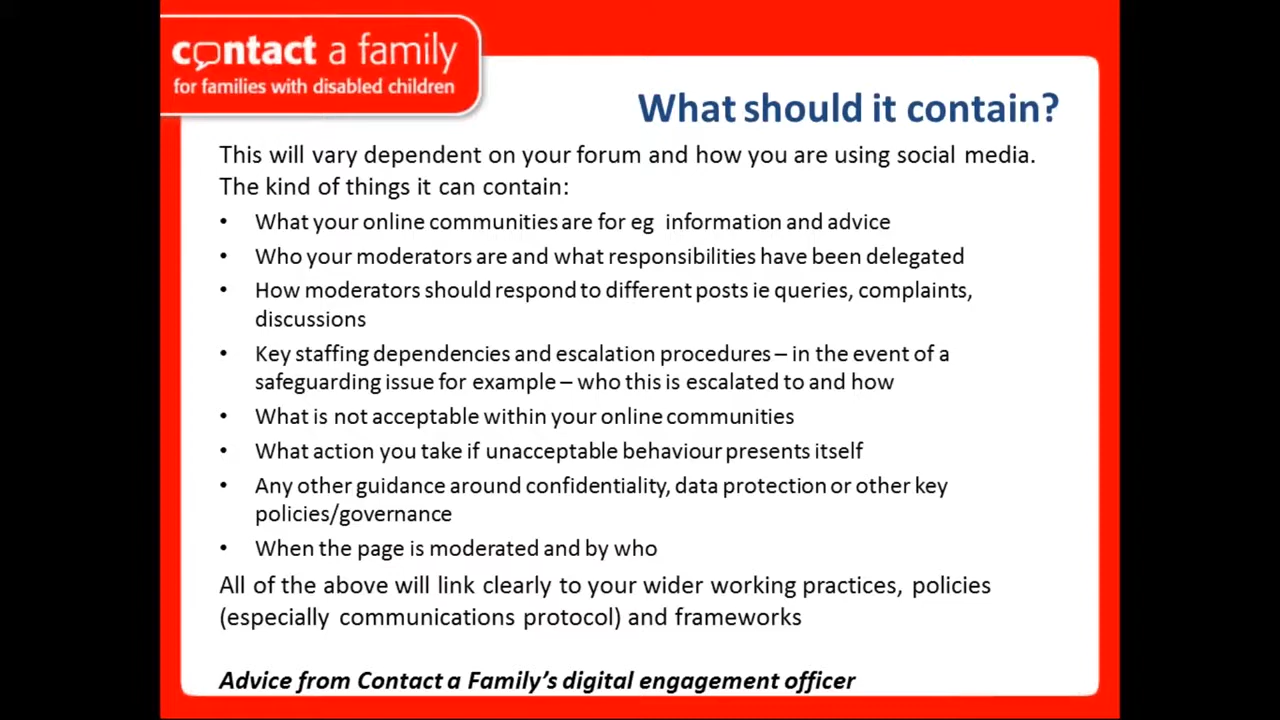 contact a family
for families with disabled children
What should it contain?
This will vary dependent on your forum and how you are using social media.
The kind of things it can contain:
• What your online communities are for eg information and advice
• Who your moderators are and what responsibilities have been delegated
• How moderators should respond to different posts ie queries, complaints,
discussions
• Key staffing dependencies and escalation procedures – in the event of a
safeguarding issue for example – who this is escalated to and how
• What is not acceptable within your online communities
• What action you take if unacceptable behaviour presents itself
• Any other guidance around confidentiality, data protection or other key
policies/governance
• When the page is moderated and by who
All of the above will link clearly to your wider working practices, policies
(especially communications protocol) and frameworks
Advice from Contact a Family's digital engagement officer